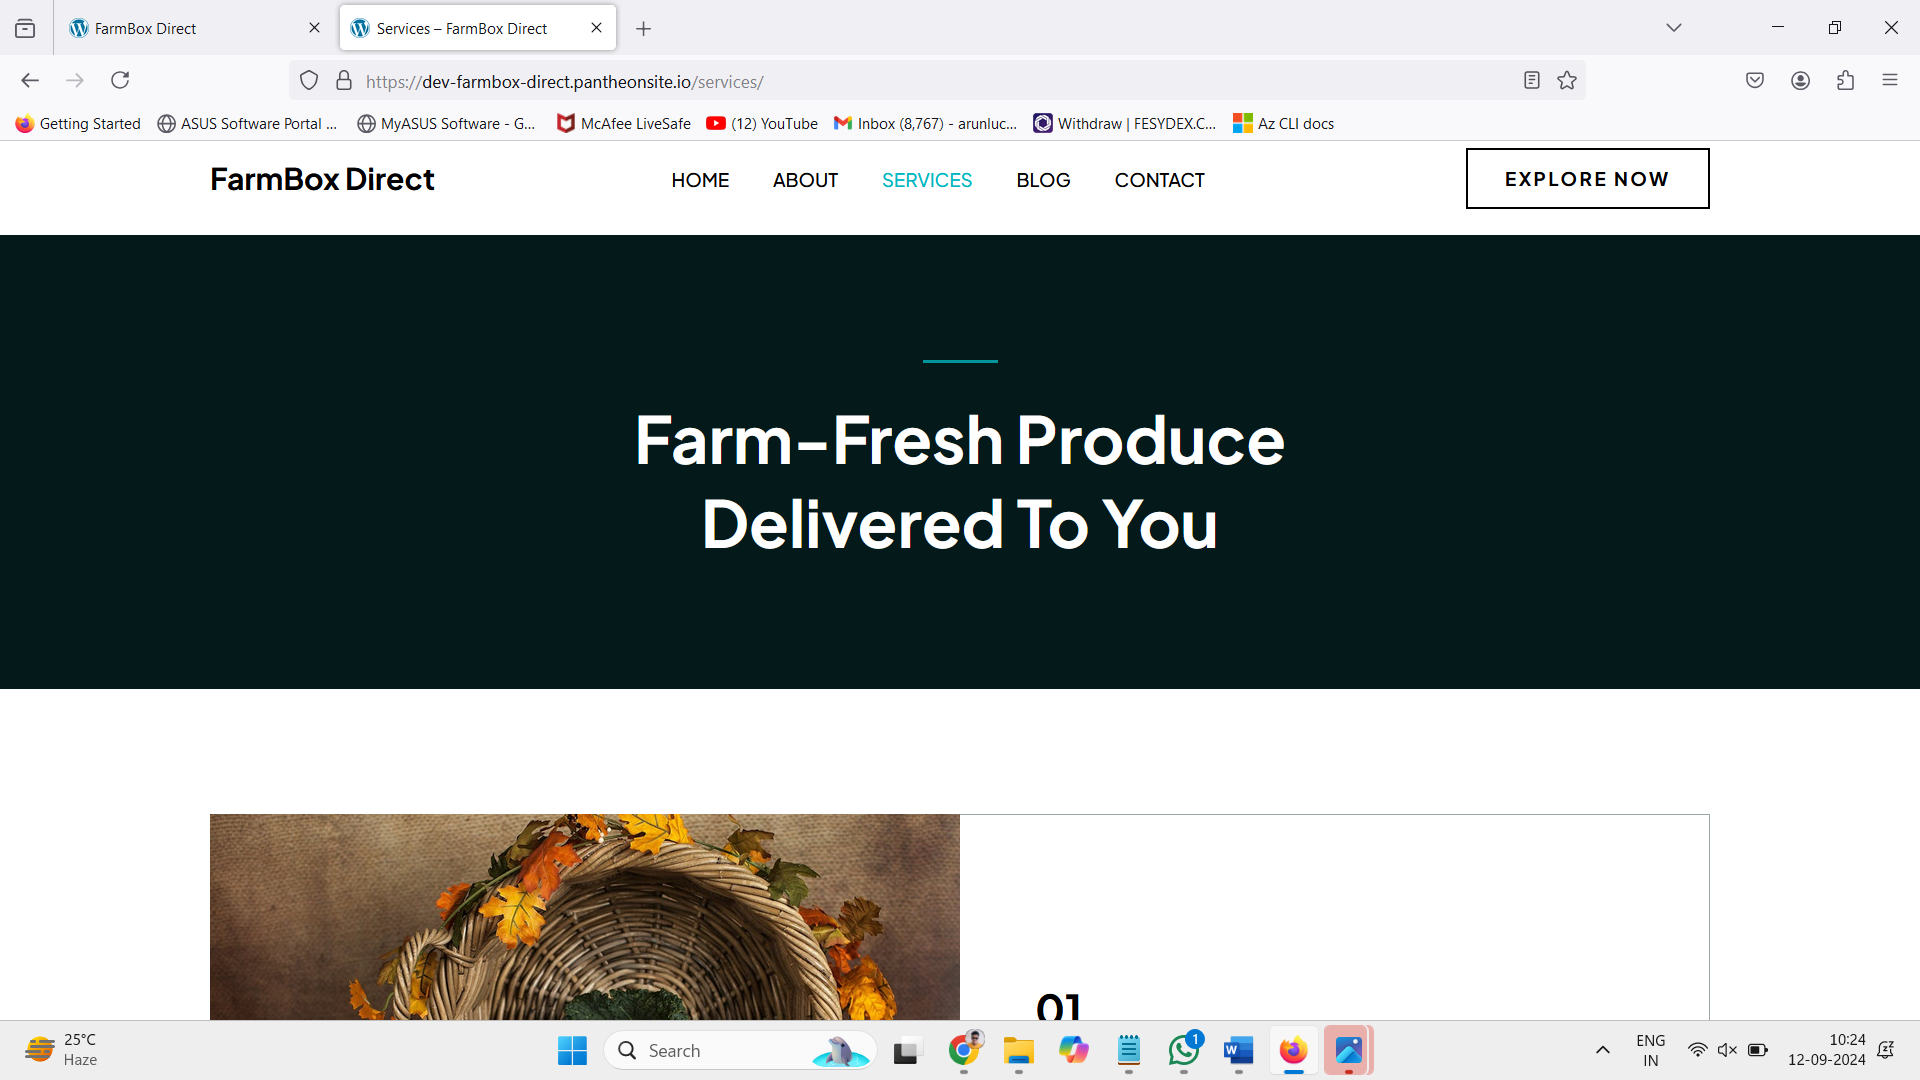 FarmBox Direct
Services – FarmBox Direct
https://dev-farmbox-direct.pantheonsite.io/services/
Getting Started
ASUS Software Portal ...
MyASUS Software - G...
McAfee LiveSafe
(12) YouTube
Inbox (8,767) - arunluc...
Withdraw | FESYDEX.C...
Az CLI docs
FarmBox Direct
HOME
ABOUT
SERVICES
BLOG
CONTACT
EXPLORE NOW
Farm-Fresh Produce
Delivered To You
01
25°C
Haze
Search
1
ENG
IN
10:24
12-09-2024